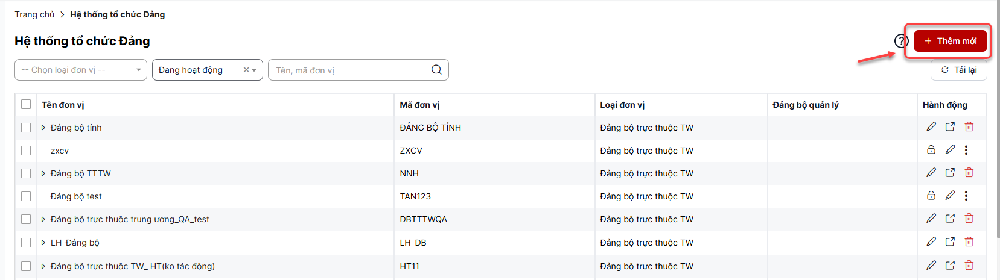 Trang chủ > Hệ thống tổ chức Đảng
Hệ thống tổ chức Đảng
? + Thêm mới
-- Chọn loại đơn vị -- Đang hoạt động Tên, mã đơn vị
Tải lại
Tên đơn vị Mã đơn vị Loại đơn vị Đảng bộ quản lý Hành động
Đảng bộ tỉnh ĐẢNG BỘ TỈNH Đảng bộ trực thuộc TW
zxcv ZXCV Đảng bộ trực thuộc TW
Đảng bộ TTTW NNH Đảng bộ trực thuộc TW
Đảng bộ test TAN123 Đảng bộ trực thuộc TW
Đảng bộ trực thuộc trung ương_QA_test DBTTTWQA Đảng bộ trực thuộc TW
LH_Đảng bộ LH_DB Đảng bộ trực thuộc TW
Đảng bộ trực thuộc TW_ HT(ko tác động) HT11 Đảng bộ trực thuộc TW